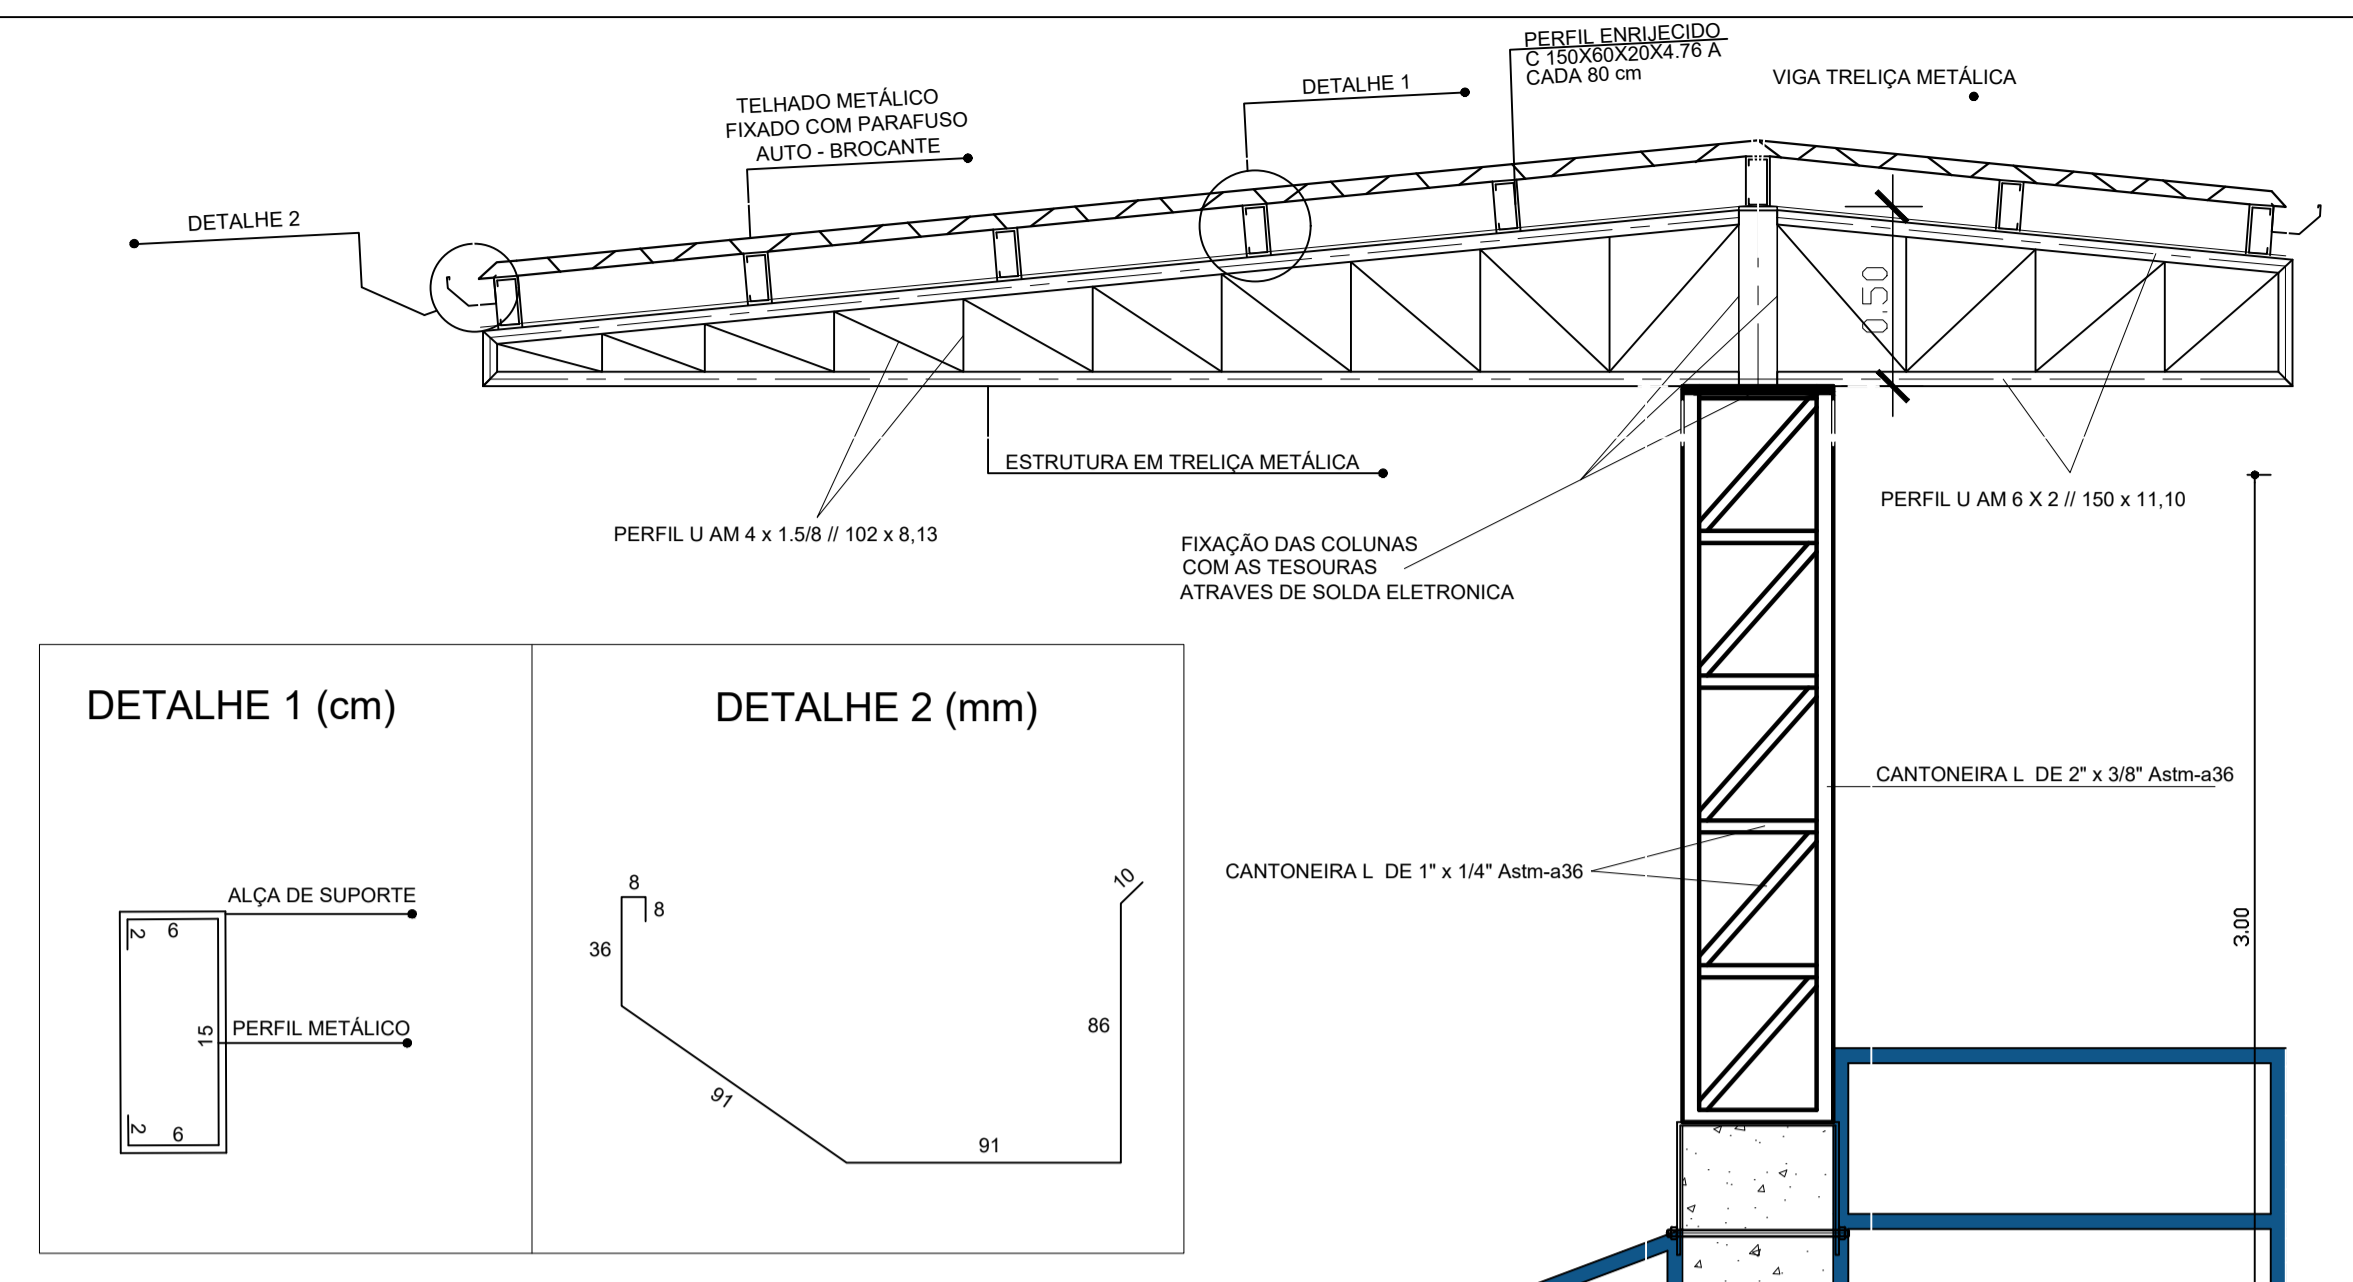 PERFIL ENRIJECIDO
C 150X60X20X4.76 A
CADA 80 cm
VIGA TRELIÇA METÁLICA
DETALHE 1
TELHADO METÁLICO
FIXADO COM PARAFUSO
AUTO - BROCANTE
DETALHE 2
0.50
ESTRUTURA EM TRELIÇA METÁLICA
PERFIL U AM 4 x 1.5/8 // 102 x 8,13
PERFIL U AM 6 X 2 // 150 x 11,10
FIXAÇÃO DAS COLUNAS
COM AS TESOURAS
ATRAVES DE SOLDA ELETRONICA
CANTONEIRA L DE 2" x 3/8" Astm-a36
CANTONEIRA L DE 1" x 1/4" Astm-a36
3.00
DETALHE 1 (cm)
ALÇA DE SUPORTE
2
6
15
PERFIL METÁLICO
2
6
DETALHE 2 (mm)
8
8
36
91
91
86
10